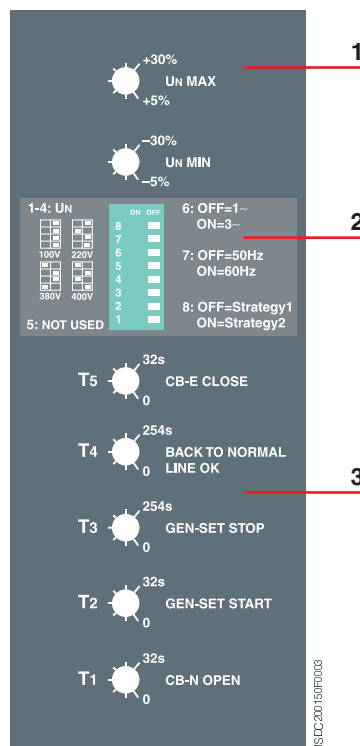 +30%
1
UN MAX
+5%
–30%
UN MIN
–5%
1-4: UN
ON OFF
8
7
6
5
4
3
2
1
100V 220V
380V 400V
5: NOT USED
6: OFF=1~
ON=3~
2
7: OFF=50Hz
ON=60Hz
8: OFF=Strategy1
ON=Strategy2
32s
T5 CB-E CLOSE
0
254s
T4 BACK TO NORMAL
LINE OK
0
3
254s
T3 GEN-SET STOP
0
32s
T2 GEN-SET START
0
32s
T1 CB-N OPEN
0
ISDC200150F0003